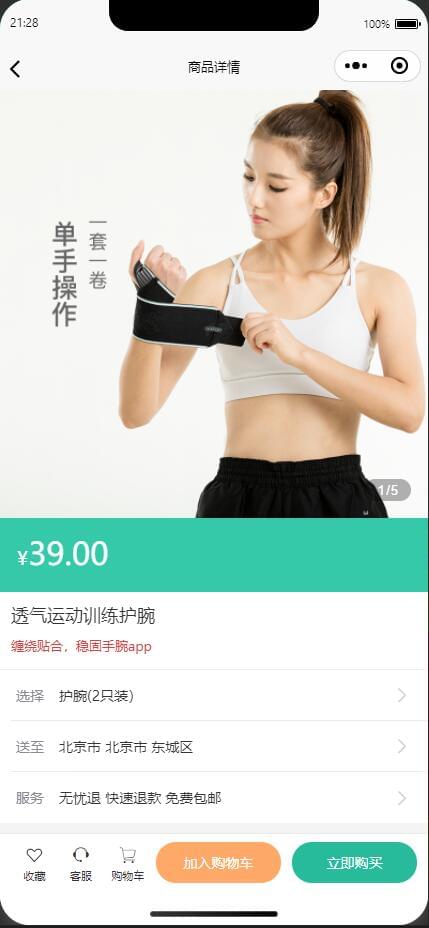 21:28
100%
商品详情
一套一卷
单手操作
1/5
¥39.00
透气运动训练护腕
缠绕贴合，稳固手腕app
选择 护腕(2只装)
送至 北京市 北京市 东城区
服务 无忧退 快速退款 免费包邮
收藏 客服 购物车 加入购物车 立即购买